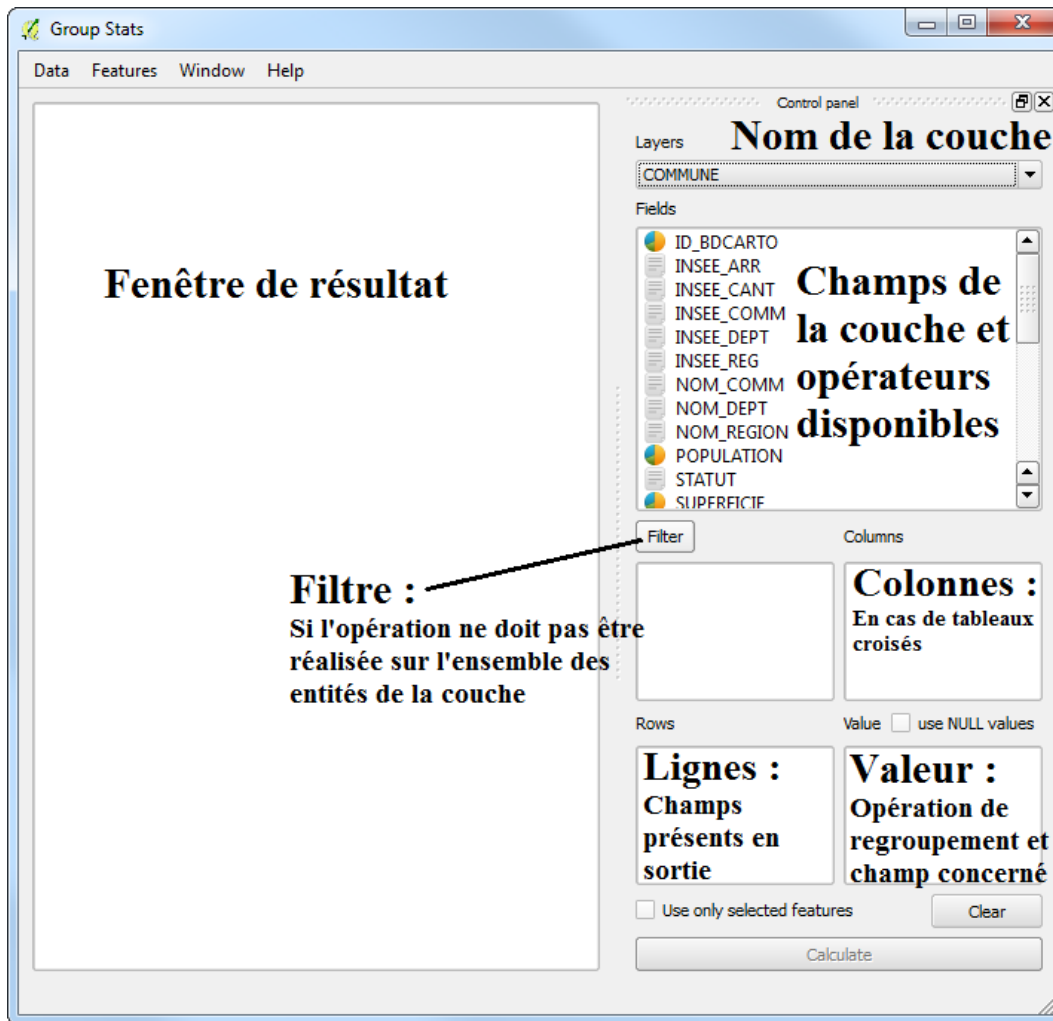 Group Stats
Data Features Window Help
Control panel
Layers
Nom de la couche
COMMUNE
Fields
ID_BDCARTO
INSEE_ARR
INSEE_CANT
INSEE_COMM
INSEE_DEPT
INSEE_REG
NOM_COMM
NOM_DEPT
NOM_REGION
POPULATION
STATUT
SUPERFICIE
Champs de
la couche et
opérateurs
disponibles
Fenêtre de résultat
Filter
Columns
Filtre :
Si l'opération ne doit pas être
réalisée sur l'ensemble des
entités de la couche
Colonnes :
En cas de tableaux
croisés
Rows
Value use NULL values
Lignes :
Champs
présents en
sortie
Valeur :
Opération de
regroupement et
champ concerné
Use only selected features
Clear
Calculate